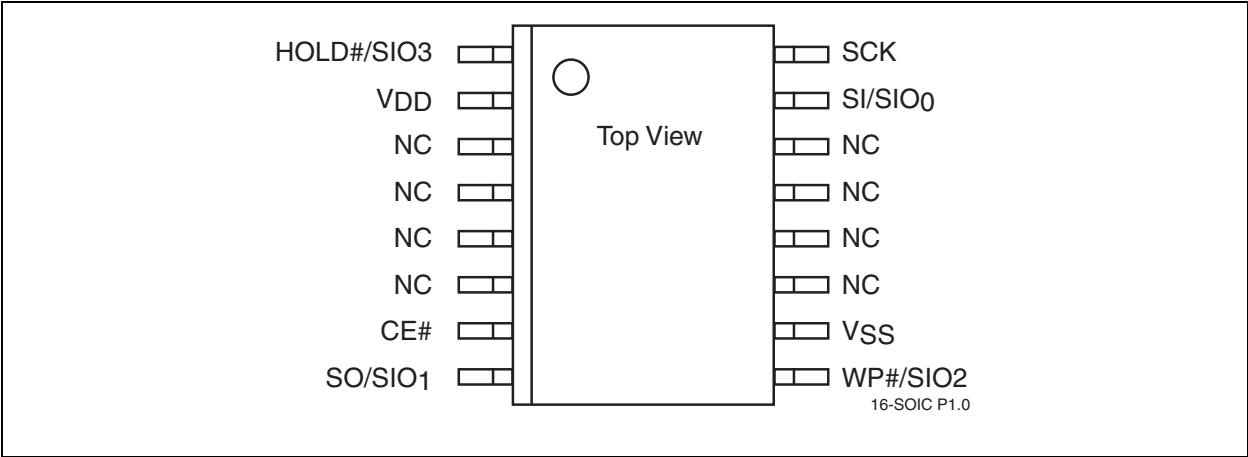 HOLD#/SIO3
VDD
NC
NC
NC
NC
CE#
SO/SIO1
Top View
SCK
SI/SIO0
NC
NC
NC
NC
VSS
WP#/SIO2
16-SOIC P1.0